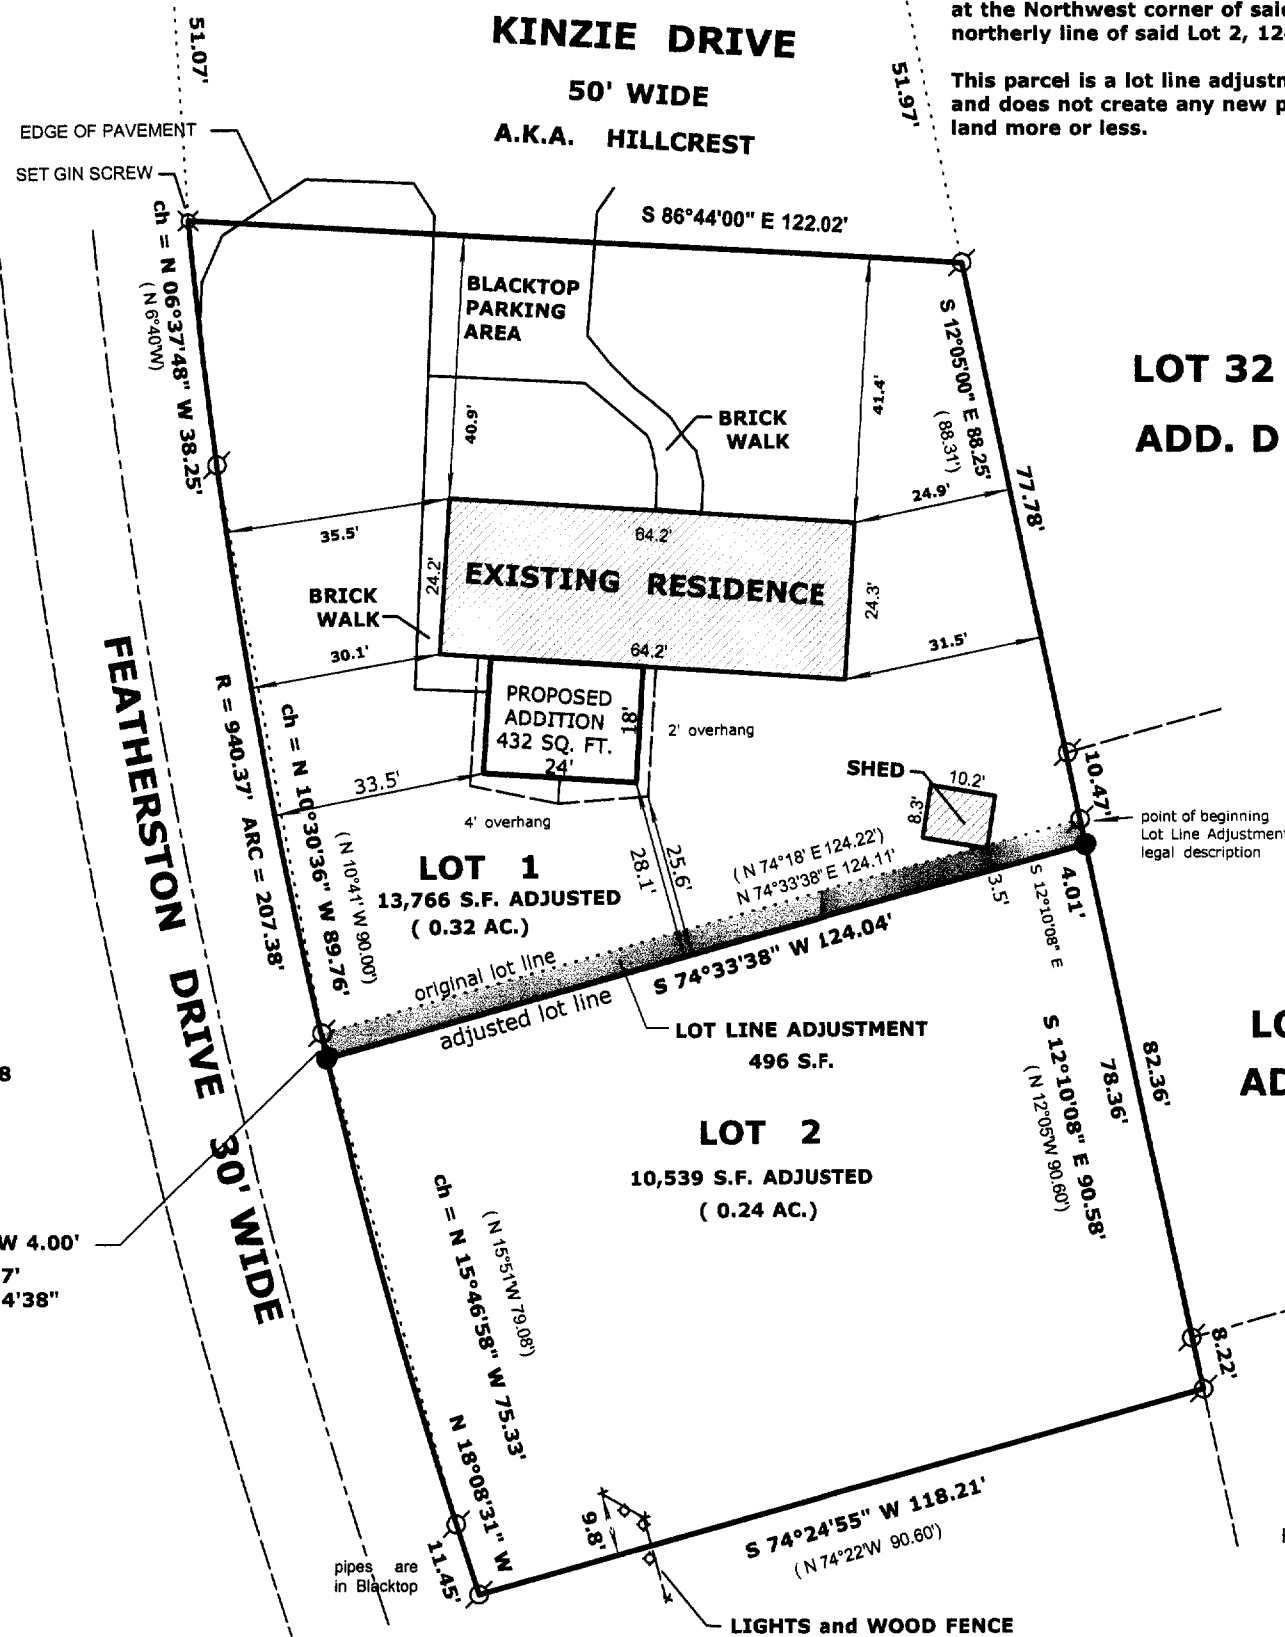 at the Northwest corner of said
northerly line of said Lot 2, 12
This parcel is a lot line
and does not create any new
land more or less.
51.07'
KINZIE DRIVE
50' WIDE
A.K.A. HILLCREST
51.97'
EDGE OF PAVEMENT
SET GIN SCREW
S 86°44'00" E 122.02'
ch = N 06°37'48" W 38.25'
(N 6°40'W)
BLACKTOP
PARKING
AREA
40.9'
41.4'
S 12°05'00" E 88.25'
(88.31')
77.78'
LOT 32
ADD. D
BRICK
WALK
35.5'
24.9'
64.2'
EXISTING RESIDENCE
24.2'
24.3'
64.2'
BRICK
WALK
30.1'
31.5'
PROPOSED
ADDITION
432 SQ. FT.
24'
18'
2' overhang
4' overhang
33.5'
FEATHERSTON DRIVE 30' WIDE
R = 940.37' ARC = 207.38'
ch = N 10°30'36" W 89.76'
(N 10°41'W 90.00')
SHED
10.2'
8.3'
10.47'
point of beginning
Lot Line Adjustment
legal description
28.1'
25.6'
(N 74°18' E 124.22')
N 74°33'38" E 124.11'
3.5'
4.01'
S 12°10'08" E
LOT 1
13,766 S.F. ADJUSTED
( 0.32 AC.)
original lot line
adjusted lot line
S 74°33'38" W 124.04'
LOT LINE ADJUSTMENT
496 S.F.
8
LOT 2
10,539 S.F. ADJUSTED
( 0.24 AC.)
S 12°10'08" E 90.58'
(N 12°05'W 90.60')
78.36'
82.36'
W 4.00'
7'
4'38"
ch = N 15°46'58" W 75.33'
(N 15°51'W 79.08')
8.22'
N 18°08'31" W
11.45'
pipes are
in Blacktop
9.8'
S 74°24'55" W 118.21'
(N 74°22'W 90.60')
LIGHTS and WOOD FENCE